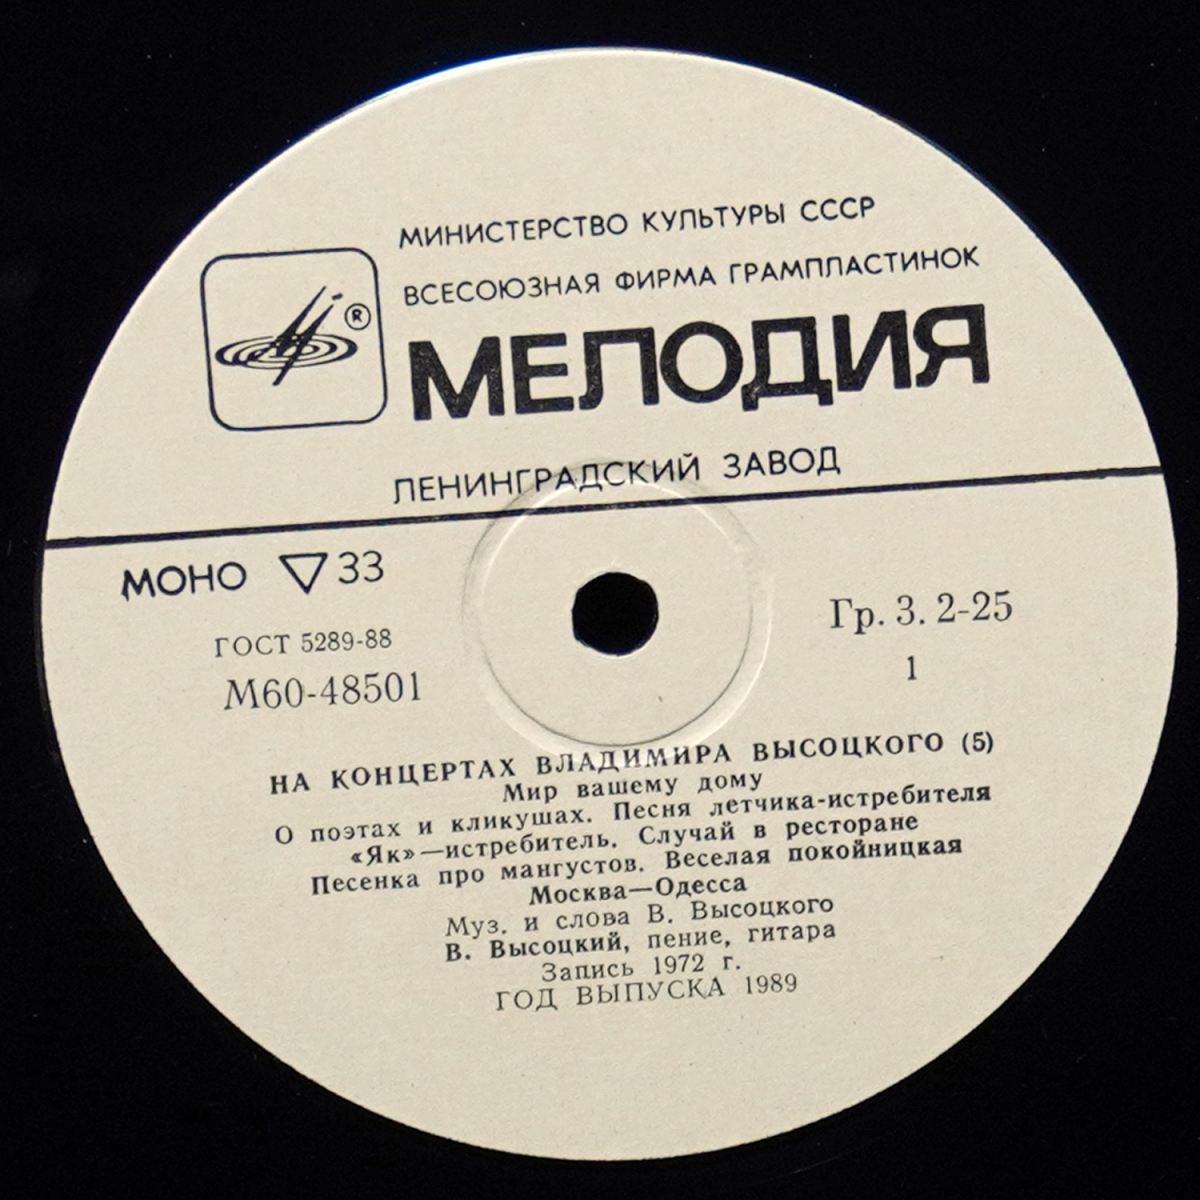 МИНИСТЕРСТВО КУЛЬТУРЫ СССР
ВСЕСОЮЗНАЯ ФИРМА ГРАМПЛАСТИНОК
®
МЕЛОДИЯ
ЛЕНИНГРАДСКИЙ ЗАВОД
МОНО ▽ 33
ГОСТ 5289-88
М60-48501
Гр. 3. 2-25
1
НА КОНЦЕРТАХ ВЛАДИМИРА ВЫСОЦКОГО (5)
Мир вашему дому
О поэтах и кликушах. Песня летчика-истребителя
«Як»—истребитель. Случай в ресторане
Песенка про мангустов. Веселая покойницкая
Москва—Одесса
Муз. и слова В. Высоцкого
В. Высоцкий, пение, гитара
Запись 1972 г.
ГОД ВЫПУСКА 1989